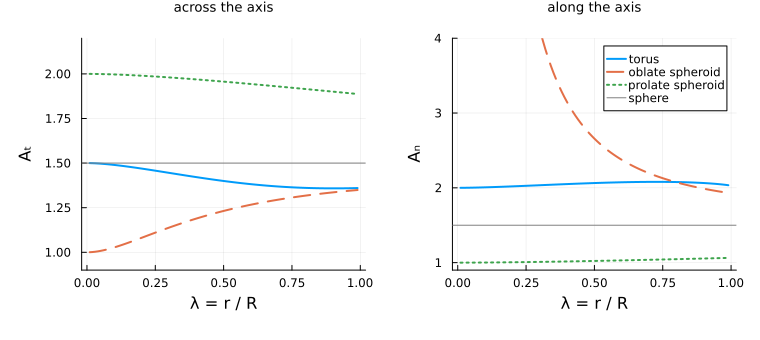 across the axis
Aₜ
2.00
1.75
1.50
1.25
1.00
0.00 0.25 0.50 0.75 1.00
λ = r / R
along the axis
Aₙ
4
3
2
1
torus
oblate spheroid
prolate spheroid
sphere
0.00 0.25 0.50 0.75 1.00
λ = r / R